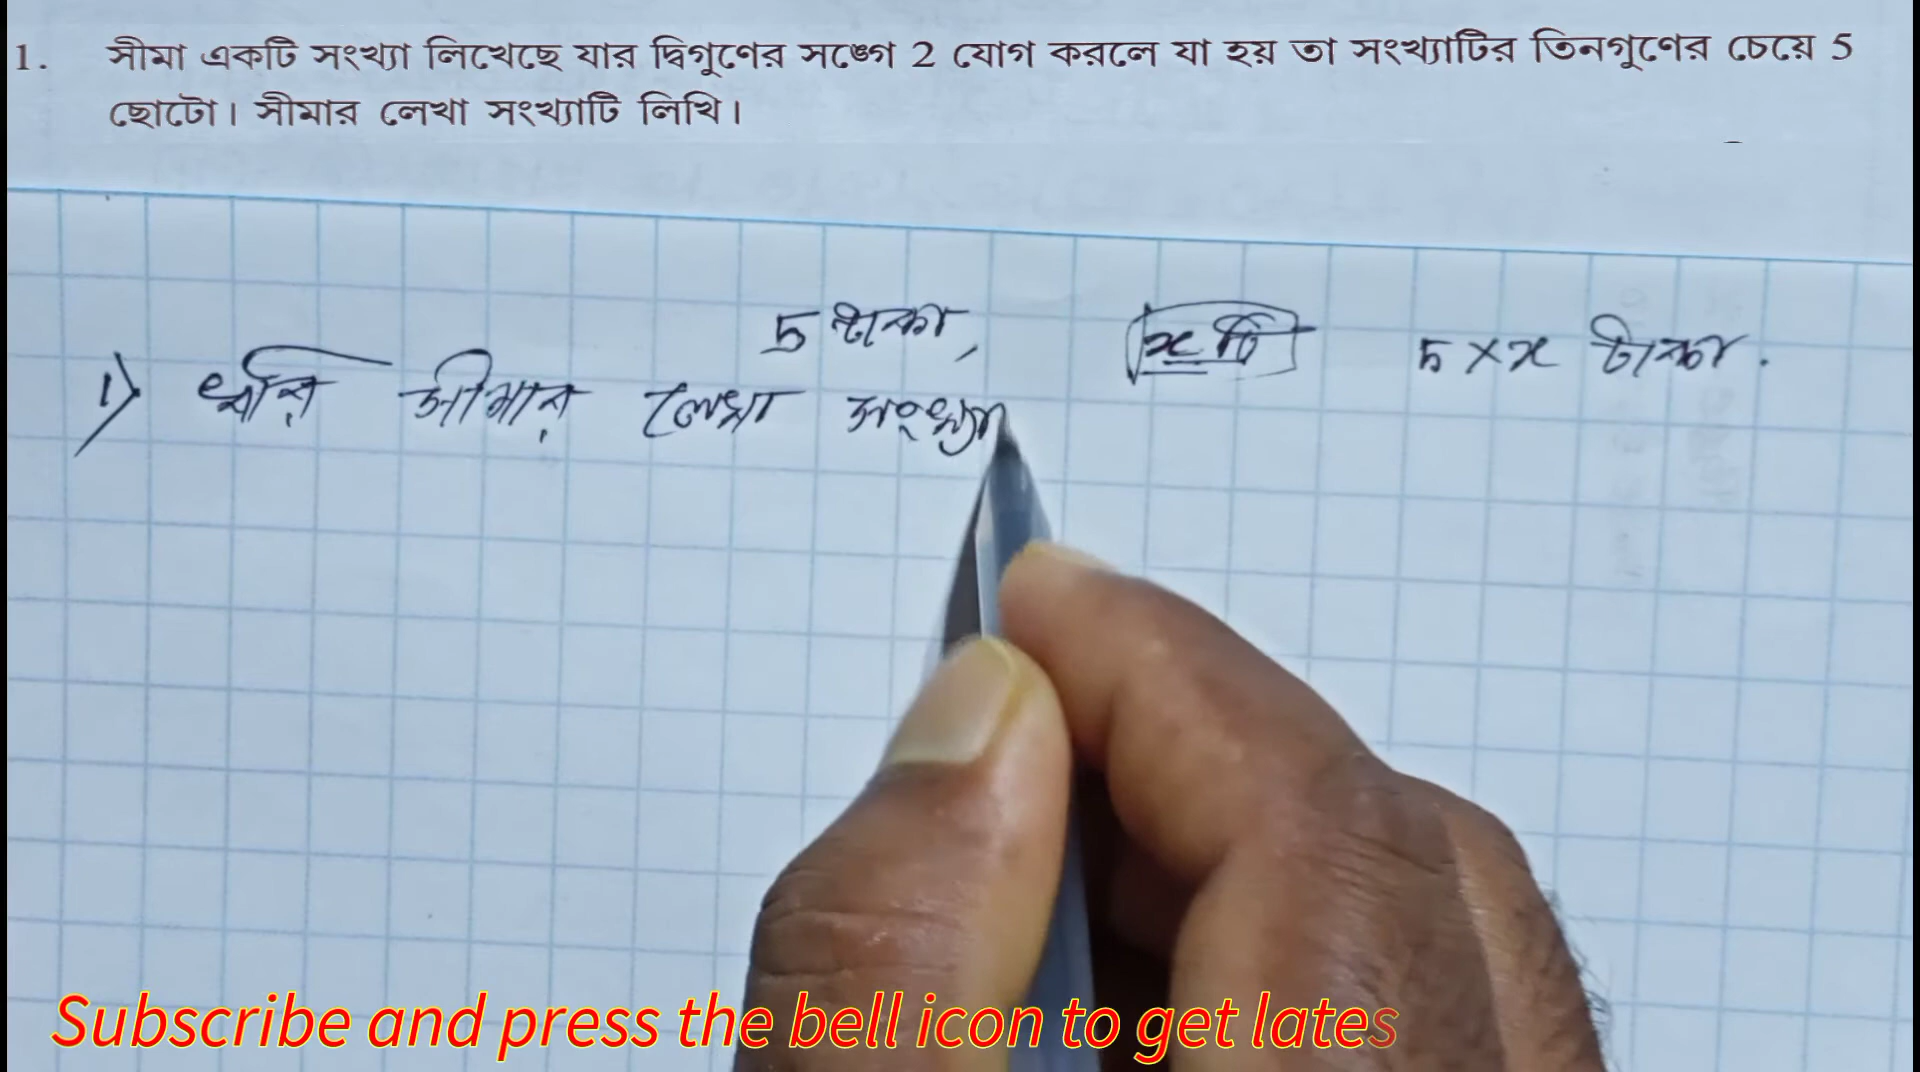 1. সীমা একটি সংখ্যা লিখেছে যার দ্বিগুণের সঙ্গে 2 যোগ করলে যা হয় তা সংখ্যাটির তিনগুণের চেয়ে 5
ছোটো। সীমার লেখা সংখ্যাটি লিখি।
5 টাকা, x টি 5 × x টাকা.
1) ধরি সীমার লেখা সংখ্যা
Subscribe and press the bell icon to get lates